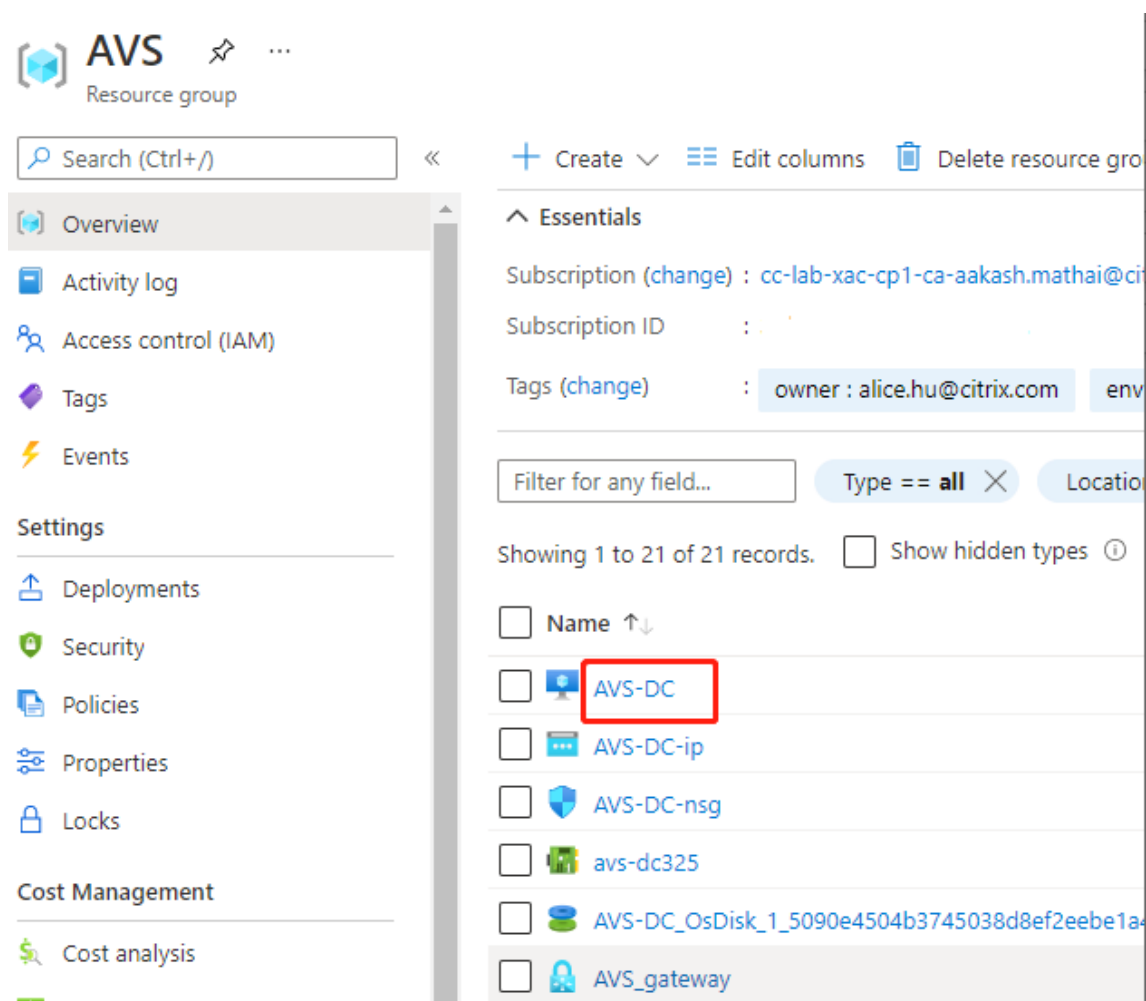 AVS
Resource group
Search (Ctrl+/)
Overview
Activity log
Access control (IAM)
Tags
Events
Settings
Deployments
Security
Policies
Properties
Locks
Cost Management
Cost analysis
Create
Edit columns
Delete resource gro
Essentials
Subscription (change) : cc-lab-xac-cp1-ca-aakash.mathai@cit
Subscription ID :
Tags (change) : owner : alice.hu@citrix.com env
Filter for any field... Type == all Location
Showing 1 to 21 of 21 records. Show hidden types
Name
AVS-DC
AVS-DC-ip
AVS-DC-nsg
avs-dc325
AVS-DC_OsDisk_1_5090e4504b3745038d8ef2eebe1a4
AVS_gateway